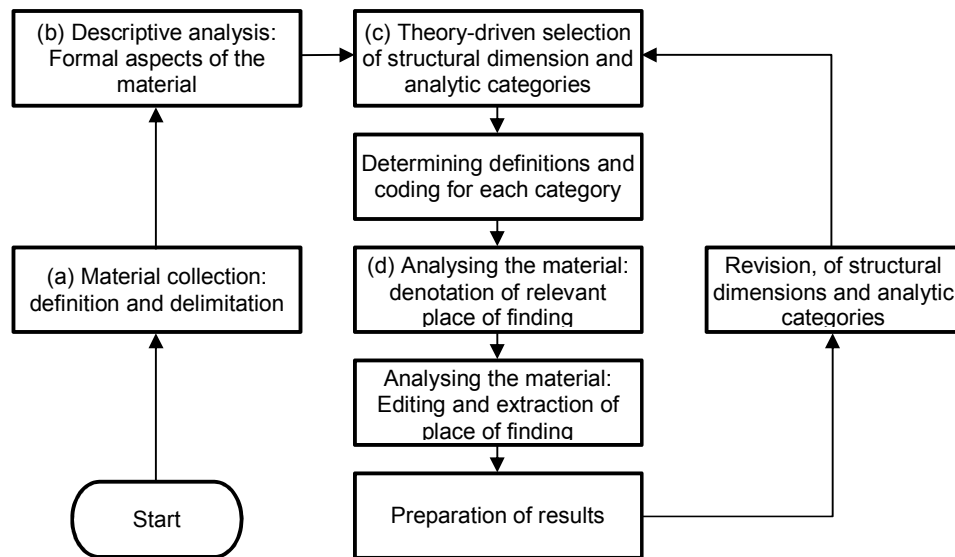 (b) Descriptive analysis:
Formal aspects of the
material
(c) Theory-driven selection
of structural dimension and
analytic categories
Determining definitions and
coding for each category
(a) Material collection:
definition and delimitation
(d) Analysing the material:
denotation of relevant
place of finding
Revision, of structural
dimensions and analytic
categories
Analysing the material:
Editing and extraction of
place of finding
Start
Preparation of results